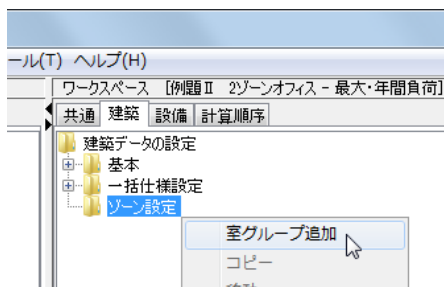 ール(T) ヘルプ(H)
ワークスペース [例題Ⅱ 2ゾーンオフィス - 最大・年間負荷]
共通 建築 設備 計算順序
建築データの設定
基本
一括仕様設定
ゾーン設定
室グループ追加
コピー